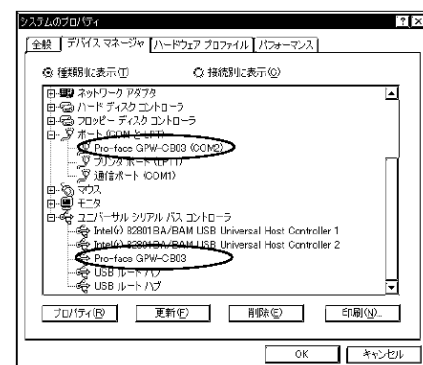 システムのプロパティ
全般 デバイス マネージャ ハードウェア プロファイル パフォーマンス
種類別に表示(T) 接続別に表示(C)
ネットワーク アダプタ
ハード ディスク コントローラ
フロッピー ディスク コントローラ
ポート (COM と LPT)
Pro-face GPW-CB03 (COM2)
プリンタ ポート (LPT1)
通信ポート (COM1)
マウス
モニタ
ユニバーサル シリアル バス コントローラ
Intel(r) 82801BA/BAM USB Universal Host Controller 1
Intel(r) 82801BA/BAM USB Universal Host Controller 2
Pro-face GPW-CB03
USB ルート ハブ
USB ルート ハブ
プロパティ(R) 更新(F) 削除(E) 印刷(N)...
OK キャンセル